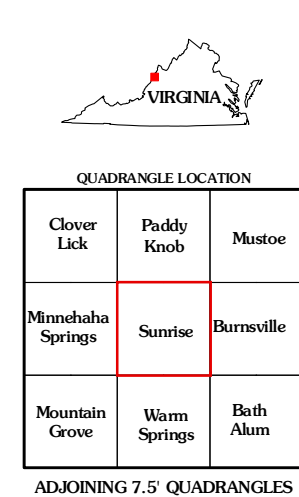 VIRGINIA
QUADRANGLE LOCATION
Clover
Lick
Paddy
Knob
Mustoe
Minnehaha
Springs
Sunrise
Burnsville
Mountain
Grove
Warm
Springs
Bath
Alum
ADJOINING 7.5' QUADRANGLES